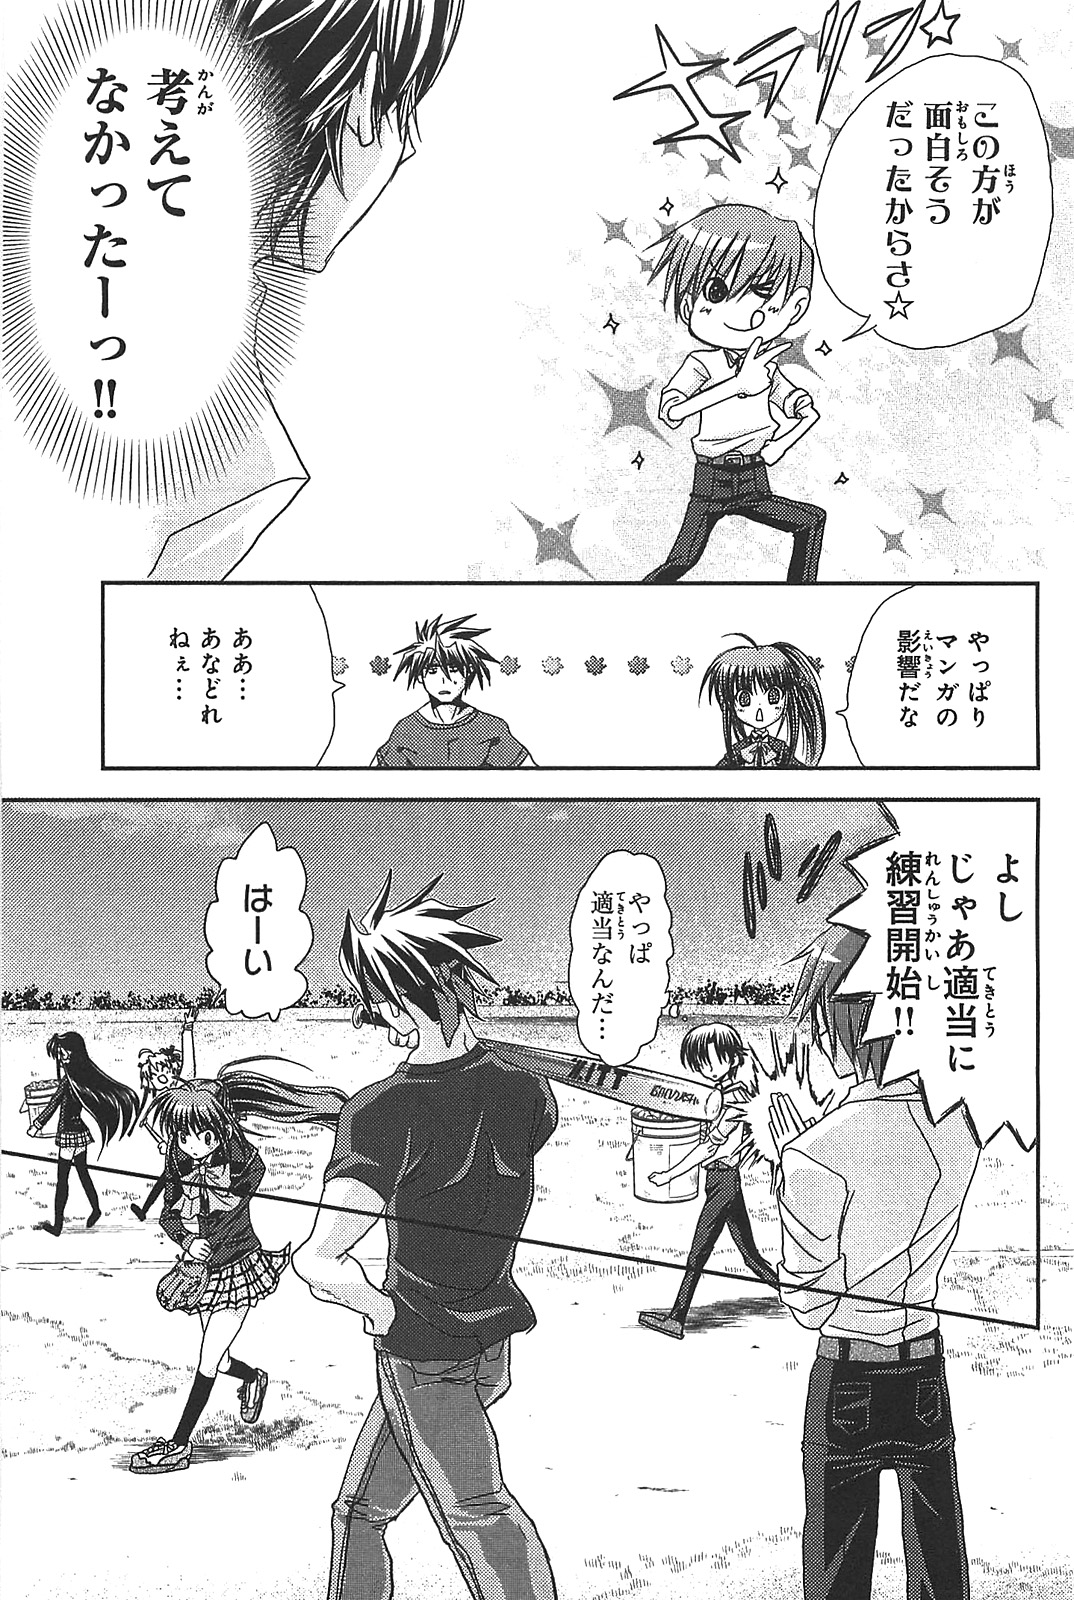 キラリン☆
この方が
面白そう
だったからさ☆
考えて
なかったーっ!!
やっぱり
マンガの
影響だな
ああ…
あなどれ
ねぇ…
よし
じゃあ適当に
練習開始!!
やっぱ
適当なんだ…
はーい